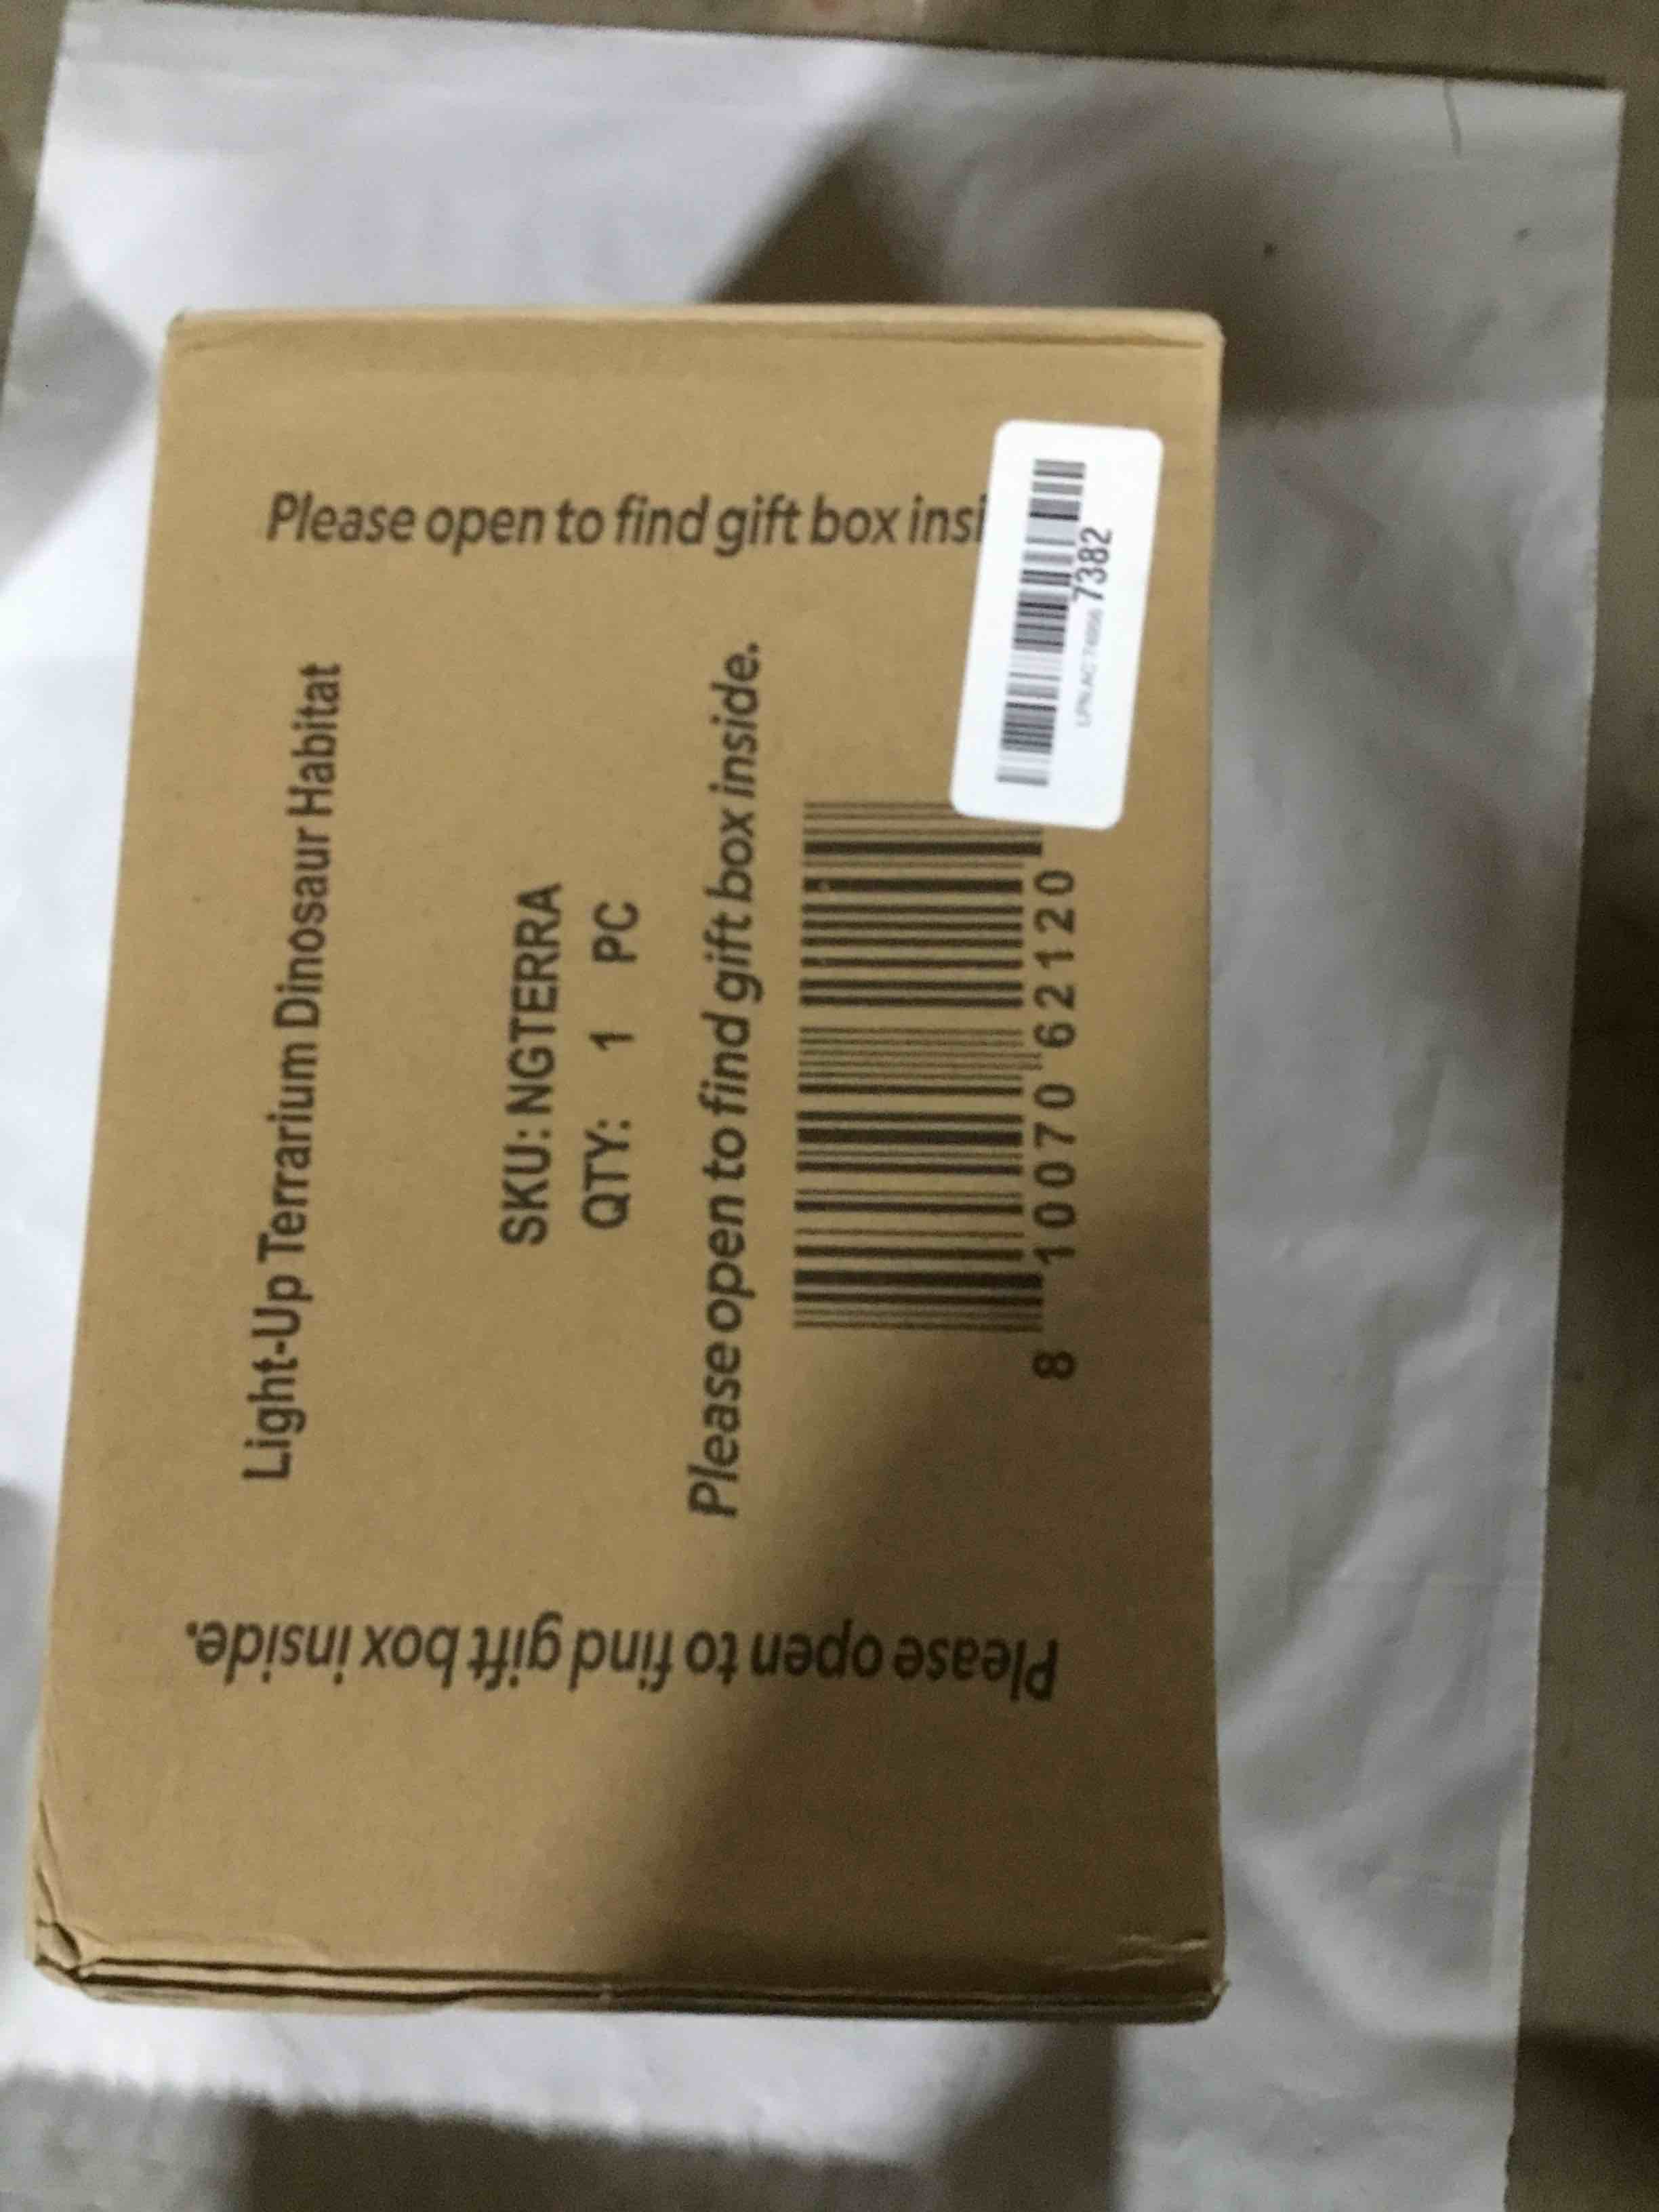 Please open to find gift box insi
Light-Up Terrarium Dinosaur Habitat
SKU: NGTERRA
QTY: 1 PC
Please open to find gift box inside.
8 10070 62120
7382
Please open to find gift box inside.